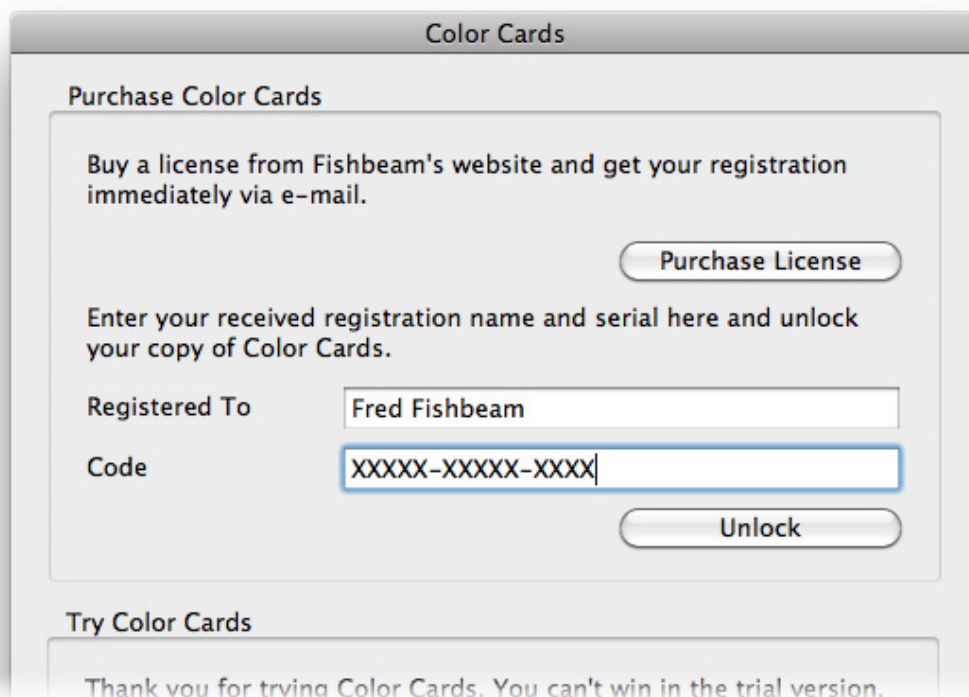 Color Cards
Purchase Color Cards
Buy a license from Fishbeam's website and get your registration
immediately via e-mail.
Purchase License
Enter your received registration name and serial here and unlock
your copy of Color Cards.
Registered To
Fred Fishbeam
Code
XXXXX-XXXXX-XXXX
Unlock
Try Color Cards
Thank you for trying Color Cards. You can't win in the trial version.